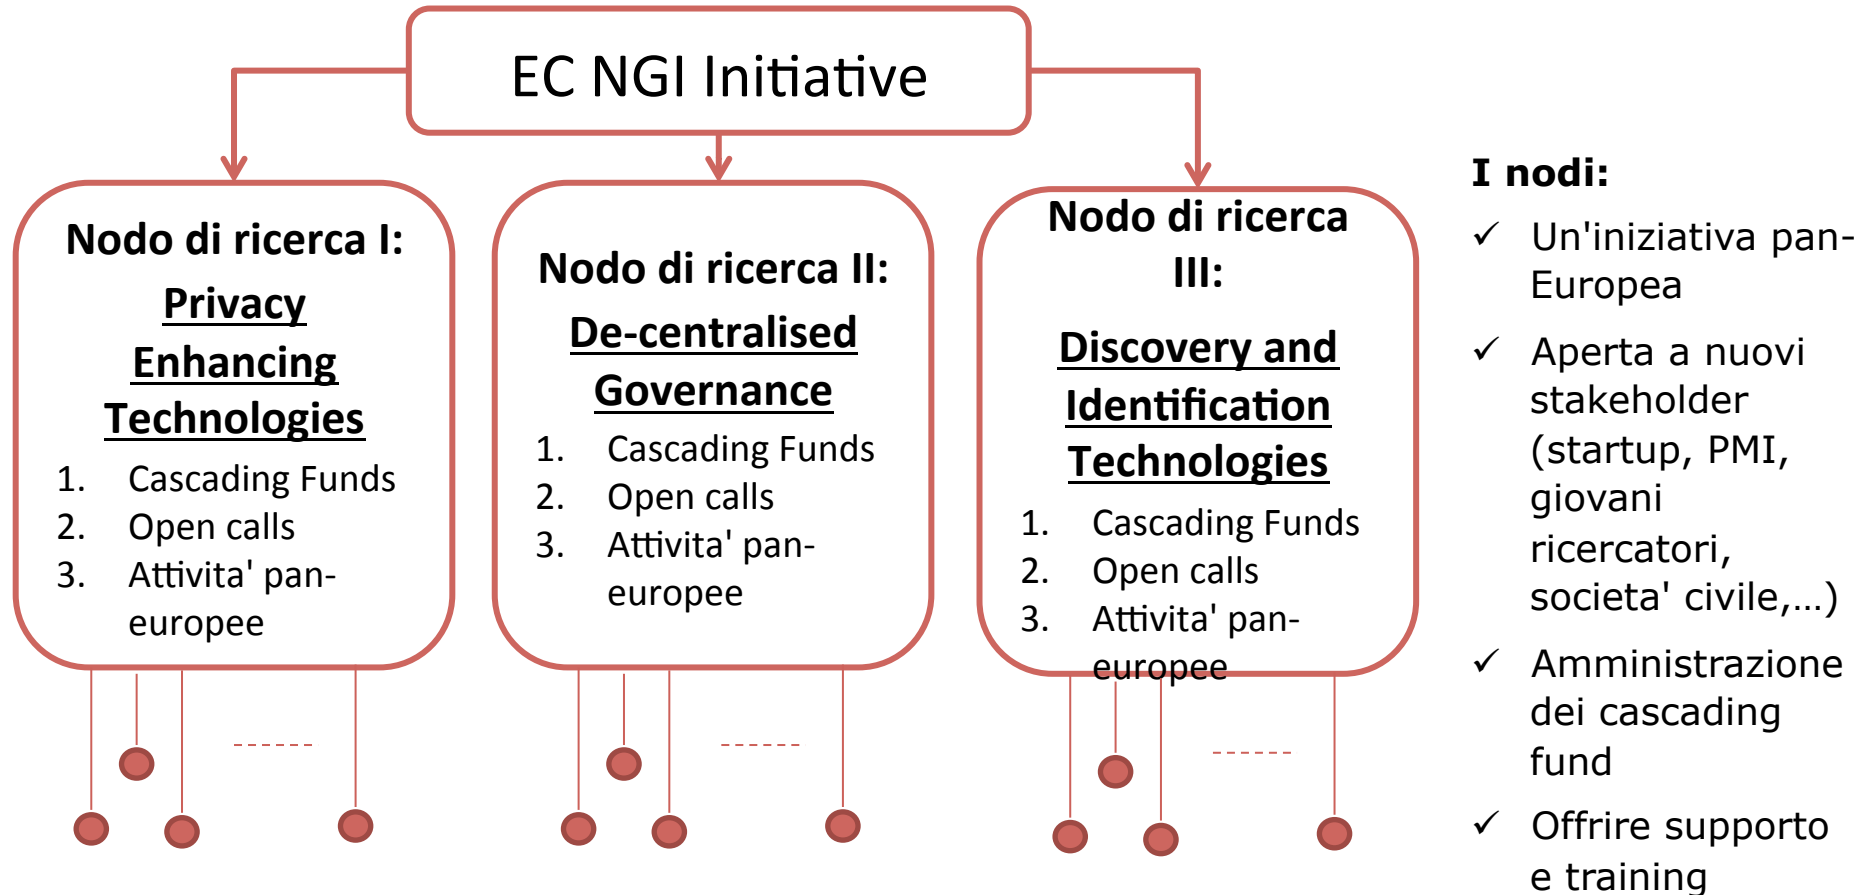 EC NGI Initiative
Nodo di ricerca I:
Privacy
Enhancing
Technologies
1. Cascading Funds
2. Open calls
3. Attivita' pan-
europee
Nodo di ricerca II:
De-centralised
Governance
1. Cascading Funds
2. Open calls
3. Attivita' pan-
europee
Nodo di ricerca
III:
Discovery and
Identification
Technologies
1. Cascading Funds
2. Open calls
3. Attivita' pan-
europee
I nodi:
✓ Un'iniziativa pan-
Europea
✓ Aperta a nuovi
stakeholder
(startup, PMI,
giovani
ricercatori,
societa' civile,…)
✓ Amministrazione
dei cascading
fund
✓ Offrire supporto
e training